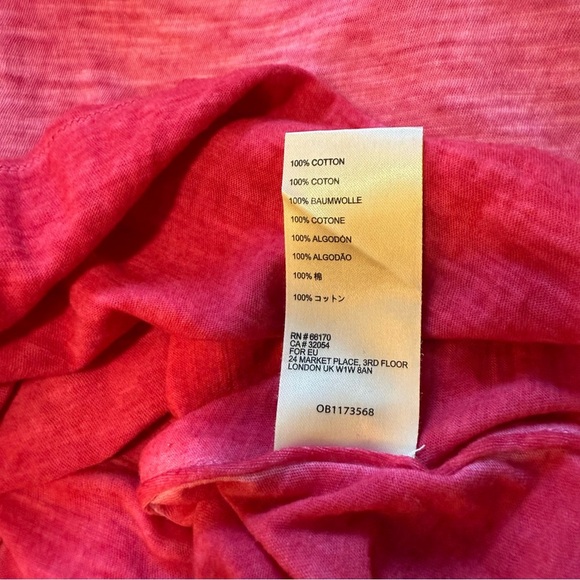 100% COTTON
100% COTON
100% BAUMWOLLE
100% COTONE
100% ALGODÓN
100% ALGODÃO
100% 棉
100% コットン
RN # 66170
CA # 32054
FOR EU
24 MARKET PLACE, 3RD FLOOR
LONDON UK W1W 8AN
OB1173568